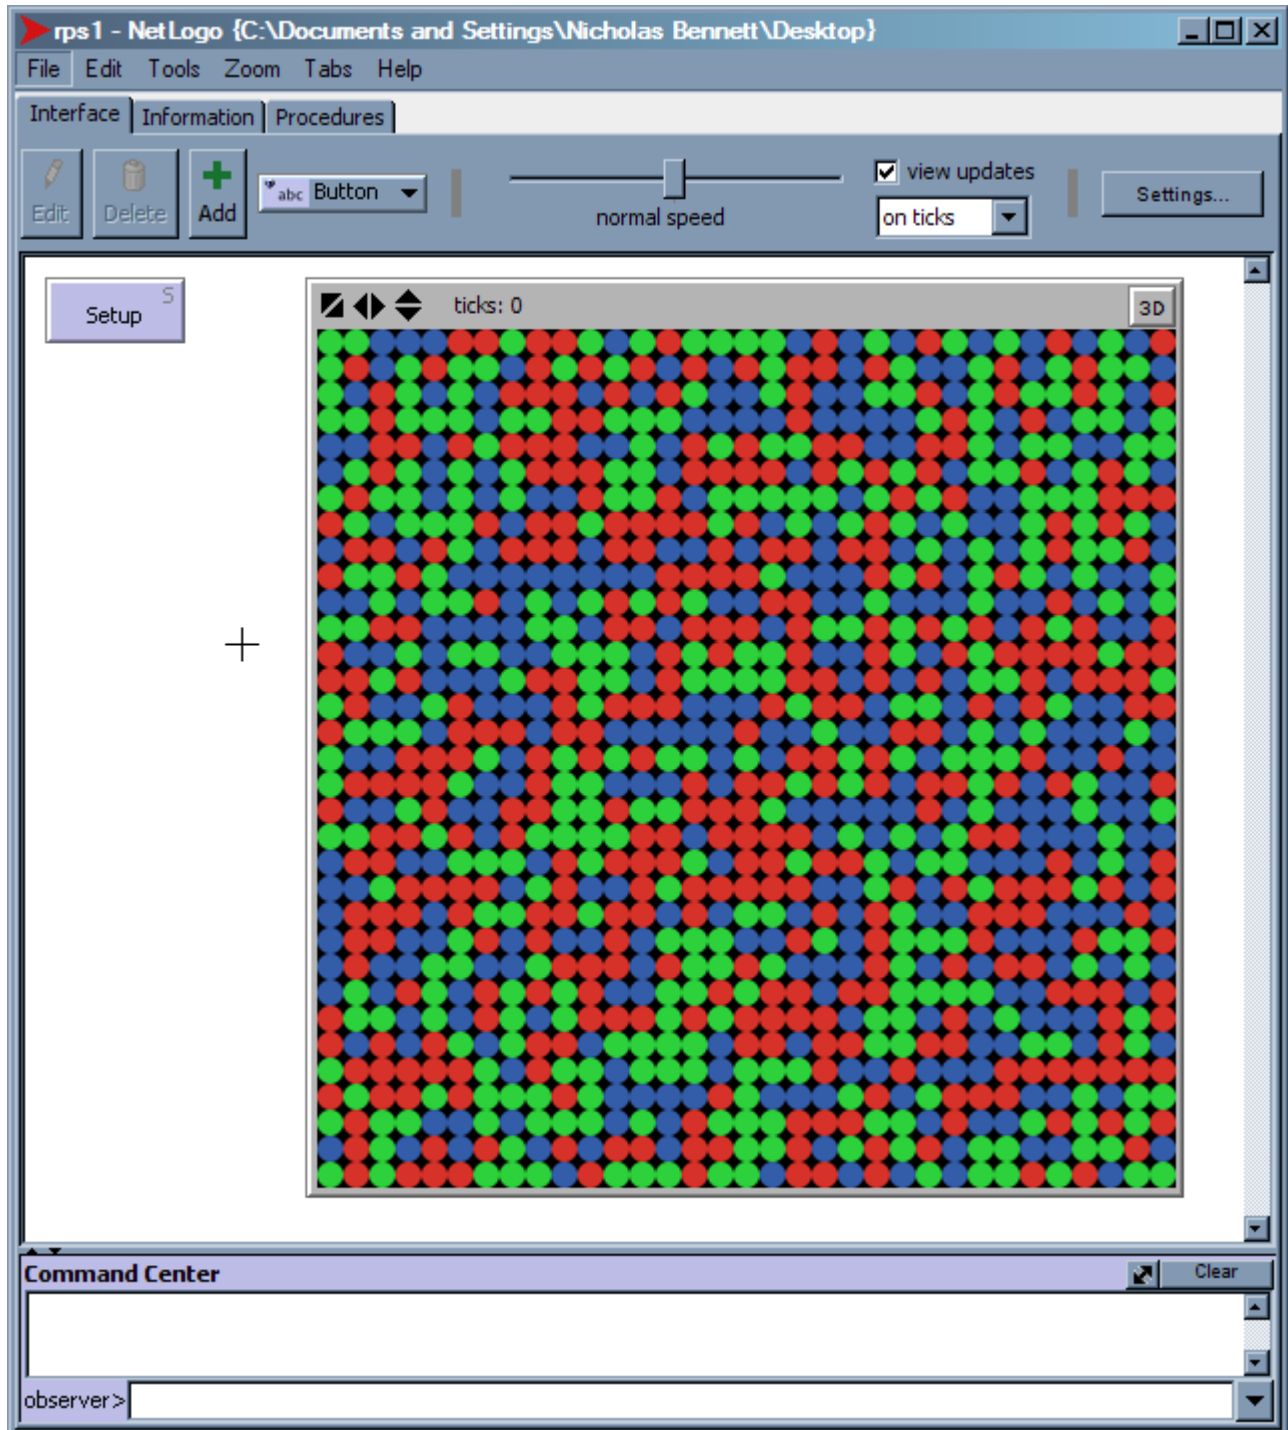 rps1 - NetLogo {C:\Documents and Settings\Nicholas Bennett\Desktop}
File Edit Tools Zoom Tabs Help
Interface Information Procedures
Edit Delete Add abc Button normal speed view updates on ticks Settings...
Setup S
ticks: 0 3D
Command Center Clear
observer>